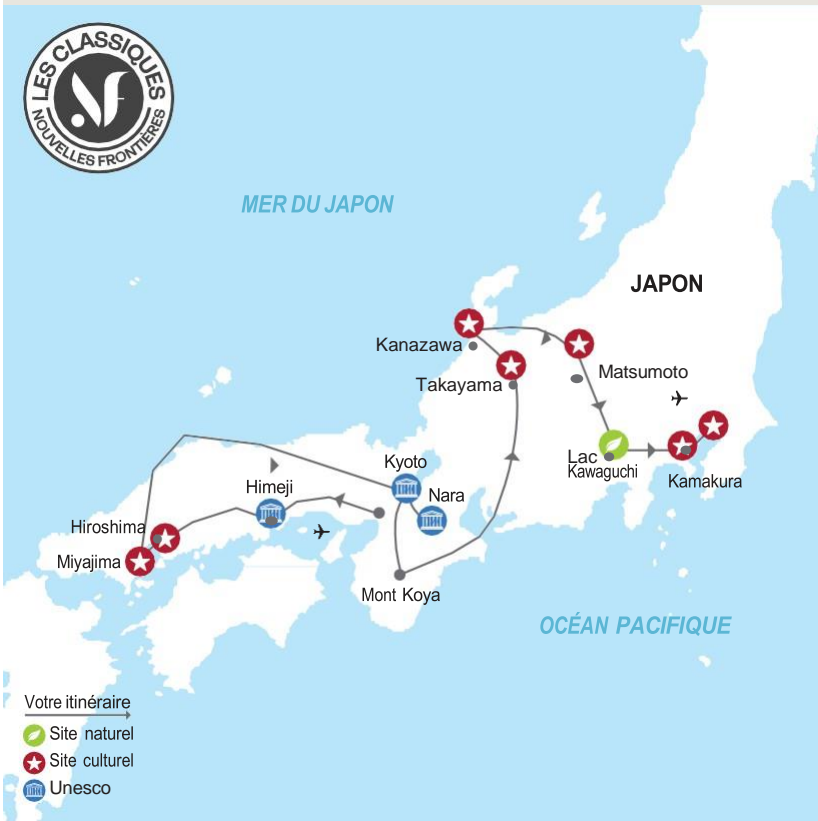 LES CLASSIQUES
NF
NOUVELLES FRONTIÈRES
MER DU JAPON
JAPON
Kanazawa
Matsumoto
Takayama
Lac
Kawaguchi
Kamakura
Kyoto
Himeji
Nara
Hiroshima
Miyajima
Mont Koya
OCÉAN PACIFIQUE
Votre itinéraire
Site naturel
Site culturel
Unesco